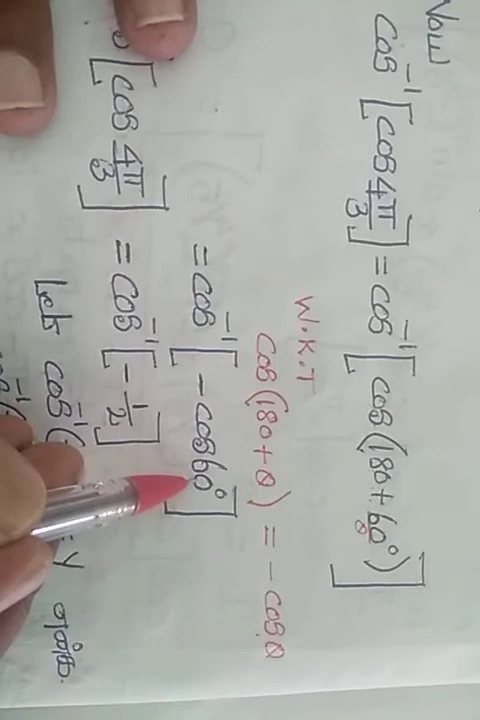 Now
cos⁻¹[cos 4π/3] = cos⁻¹[cos(180+60°)]
W.K.T
cos(180+θ) = -cosθ
= cos⁻¹[-cos60°]
[cos 4π/3] = cos⁻¹[-1/2]
Let cos⁻¹( y என்க.